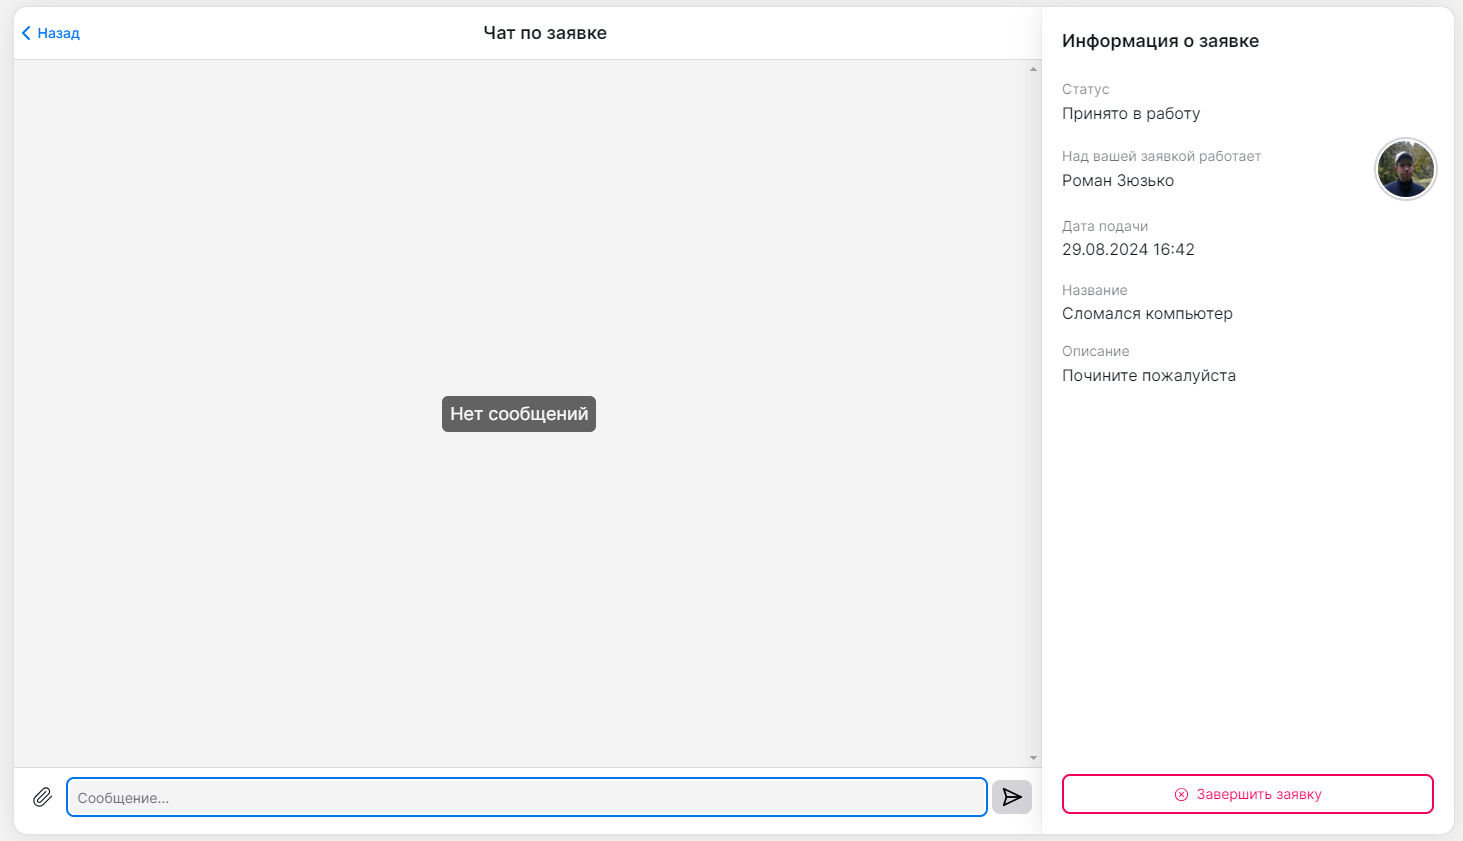 Назад
Чат по заявке
Нет сообщений
Сообщение...
Информация о заявке
Статус
Принято в работу
Над вашей заявкой работает
Роман Зюзько
Дата подачи
29.08.2024 16:42
Название
Сломался компьютер
Описание
Почините пожалуйста
Завершить заявку